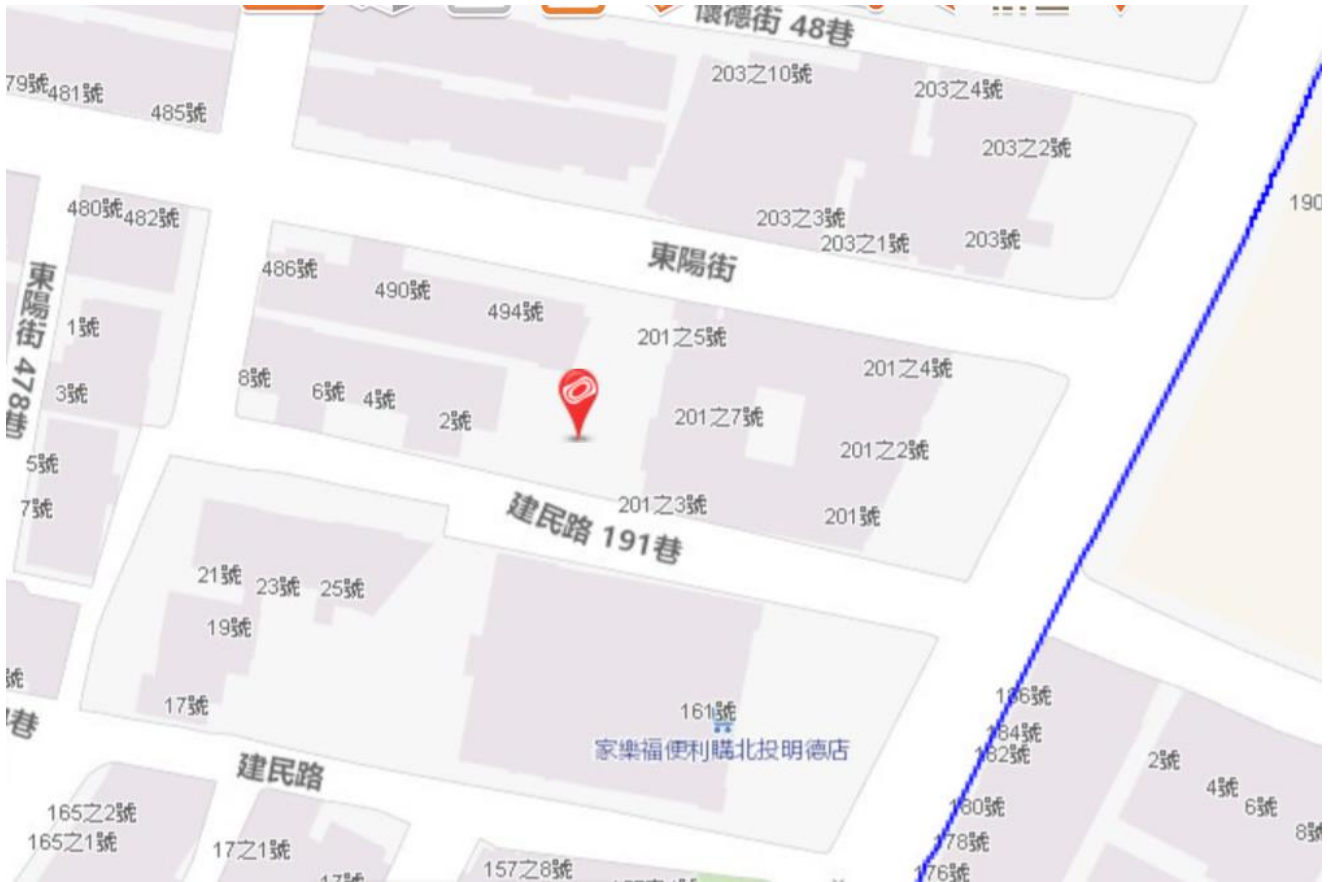 懷德街 48巷
203之10號
203之4號
79號
481號
485號
203之2號
190
480號
482號
203之3號
203之1號
203號
東陽街
486號
490號
494號
東陽街 478巷
1號
3號
5號
7號
201之5號
201之4號
8號
6號
4號
2號
201之7號
201之2號
201之3號
201號
建民路 191巷
21號
23號
25號
19號
17號
161號
家樂福便利購北投明德店
186號
184號
182號
180號
178號
176號
2號
4號
6號
8號
號
巷
建民路
165之2號
165之1號
17之1號
17號
157之8號